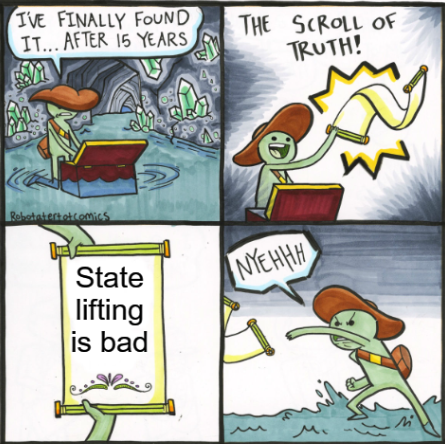 I'VE FINALLY FOUND
IT... AFTER 15 YEARS
THE SCROLL OF
TRUTH!
Robotatertotcomics
State
lifting
is bad
NYEHHH